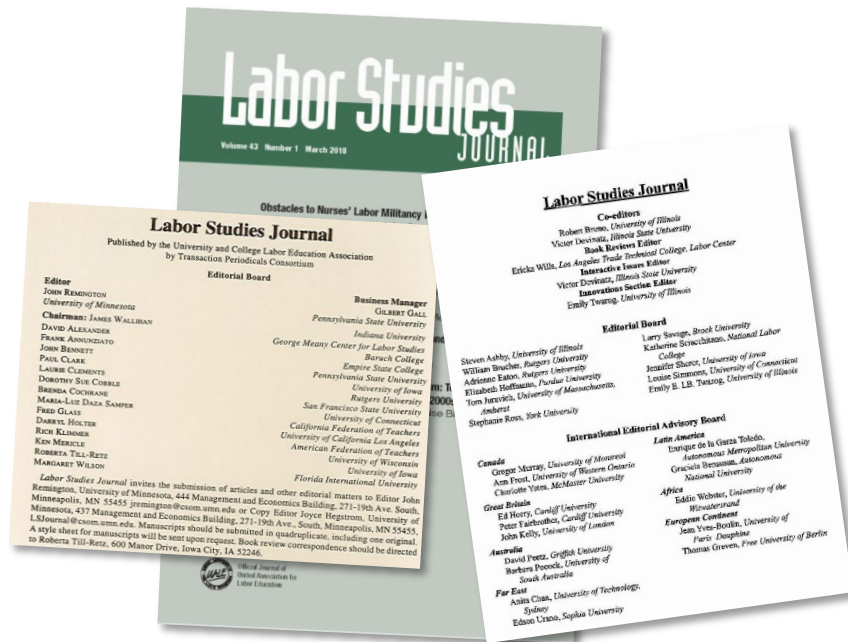 Labor Studies
JOURNAL
Volume 43 Number 1 March 2018
Obstacles to Nurses' Labor Militancy
Official Journal of
United Association for
Labor Education
Labor Studies Journal
Published by the University and College Labor Education Association
by Transaction Periodicals Consortium
Editorial Board
Editor
JOHN REMINGTON
University of Minnesota
Business Manager
GILBERT GALL
Pennsylvania State University
Chairman: JAMES WALLIHAN
Indiana University
DAVID ALEXANDER
George Meany Center for Labor Studies
FRANK ANNUNZIATO
Baruch College
JOHN BENNETT
Empire State College
PAUL CLARK
Pennsylvania State University
LAURIE CLEMENTS
University of Iowa
DOROTHY SUE COBBLE
Rutgers University
BRENDA COCHRANE
San Francisco State University
MARIA-LUZ DAZA SAMPER
University of Connecticut
FRED GLASS
California Federation of Teachers
DARRYL HOLTER
University of California Los Angeles
RICH KLIMMER
American Federation of Teachers
KEN MERICLE
University of Wisconsin
ROBERTA TILL-RETZ
University of Iowa
MARGARET WILSON
Florida International University
Labor Studies Journal invites the submission of articles and other editorial matters to Editor John
Remington, University of Minnesota, 444 Management and Economics Building, 271-19th Ave. South,
Minneapolis, MN 55455 jremington@csom.umn.edu or Copy Editor Joyce Hegstrom, University of
Minnesota, 437 Management and Economics Building, 271-19th Ave., South, Minneapolis, MN 55455,
LSJournal@csom.umn.edu. Manuscripts should be submitted in quadruplicate, including one original.
A style sheet for manuscripts will be sent upon request. Book review correspondence should be directed
to Roberta Till-Retz, 600 Manor Drive, Iowa City, IA 52246.
Labor Studies Journal
Co-editors
Robert Bruno, University of Illinois
Victor Devinatz, Illinois State University
Book Reviews Editor
Ericka Wills, Los Angeles Trade Technical College, Labor Center
Interactive Issues Editor
Victor Devinatz, Illinois State University
Innovations Section Editor
Emily Twarog, University of Illinois
Editorial Board
Steven Ashby, University of Illinois
William Brucher, Rutgers University
Adrienne Eaton, Rutgers University
Elizabeth Hoffmann, Purdue University
Tom Juravich, University of Massachusetts,
Amherst
Stephanie Ross, York University
Larry Savage, Brock University
Katherine Sciacchitano, National Labor
College
Jennifer Sherer, University of Iowa
Louise Simmons, University of Connecticut
Emily E. LB. Twarog, University of Illinois
International Editorial Advisory Board
Canada
Gregor Murray, University of Montreal
Ann Frost, University of Western Ontario
Charlotte Yates, McMaster University
Great Britain
Ed Heery, Cardiff University
Peter Fairbrother, Cardiff University
John Kelly, University of London
Australia
David Peetz, Griffith University
Barbara Pocock, University of
South Australia
Far East
Anita Chan, University of Technology,
Sydney
Edson Urano, Sophia University
Latin America
Enrique de la Garza Toledo,
Autonomous Metropolitan University
Graciela Bensusan, Autonomous
National University
Africa
Eddie Webster, University of the
Witwatersrand
European Continent
Jean Yves-Boulin, University of
Paris Dauphine
Thomas Greven, Free University of Berlin